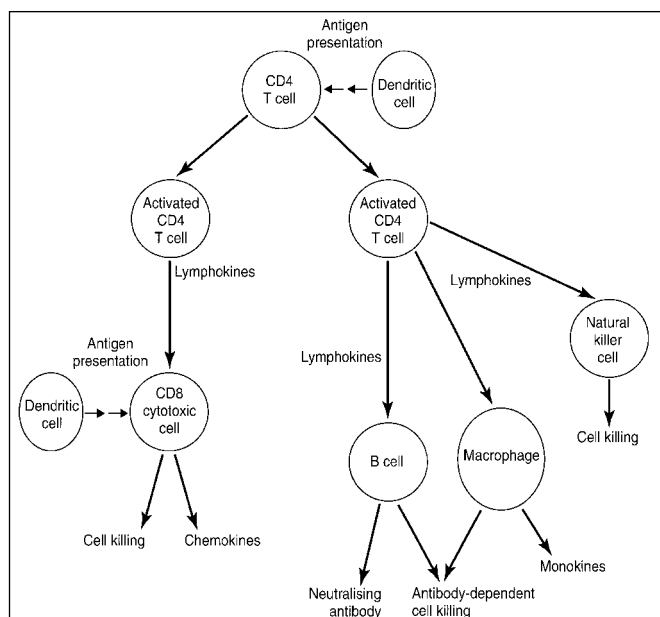 Antigen
presentation
CD4
T cell
Dendritic
cell
Activated
CD4
T cell
Activated
CD4
T cell
Lymphokines
Lymphokines
Natural
killer
cell
Antigen
presentation
Lymphokines
Dendritic
cell
CD8
cytotoxic
cell
Cell killing
B cell
Macrophage
Cell killing
Chemokines
Monokines
Neutralising
antibody
Antibody-dependent
cell killing